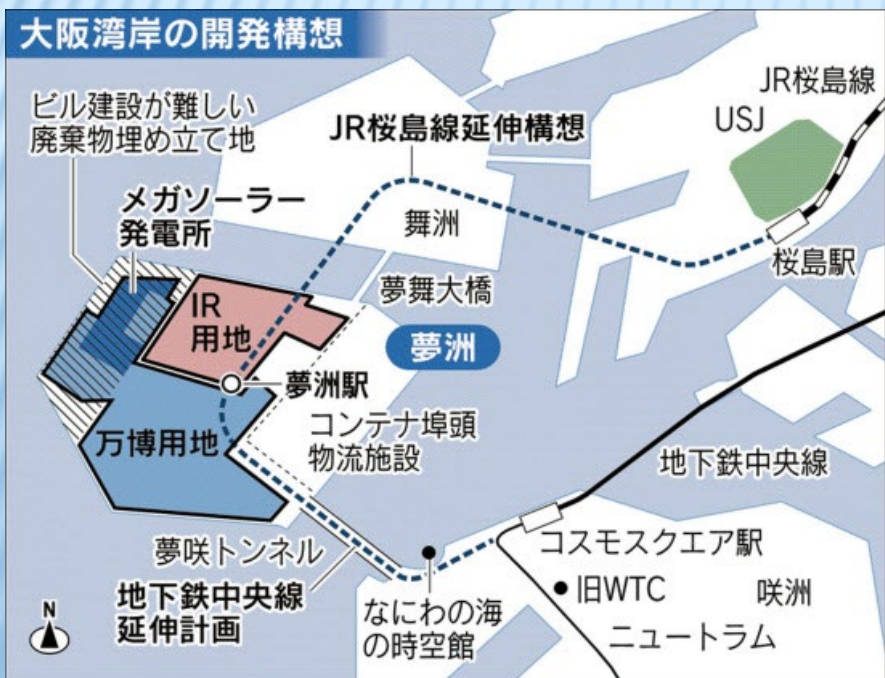 大阪湾岸の開発構想
ビル建設が難しい
廃棄物埋め立て地
メガソーラー
発電所
JR桜島線延伸構想
JR桜島線
USJ
舞洲
桜島駅
夢舞大橋
IR
用地
夢洲
夢洲駅
コンテナ埠頭
物流施設
万博用地
地下鉄中央線
夢咲トンネル
地下鉄中央線
延伸計画
コスモスクエア駅
旧WTC
咲洲
なにわの海
の時空館
ニュートラム
N